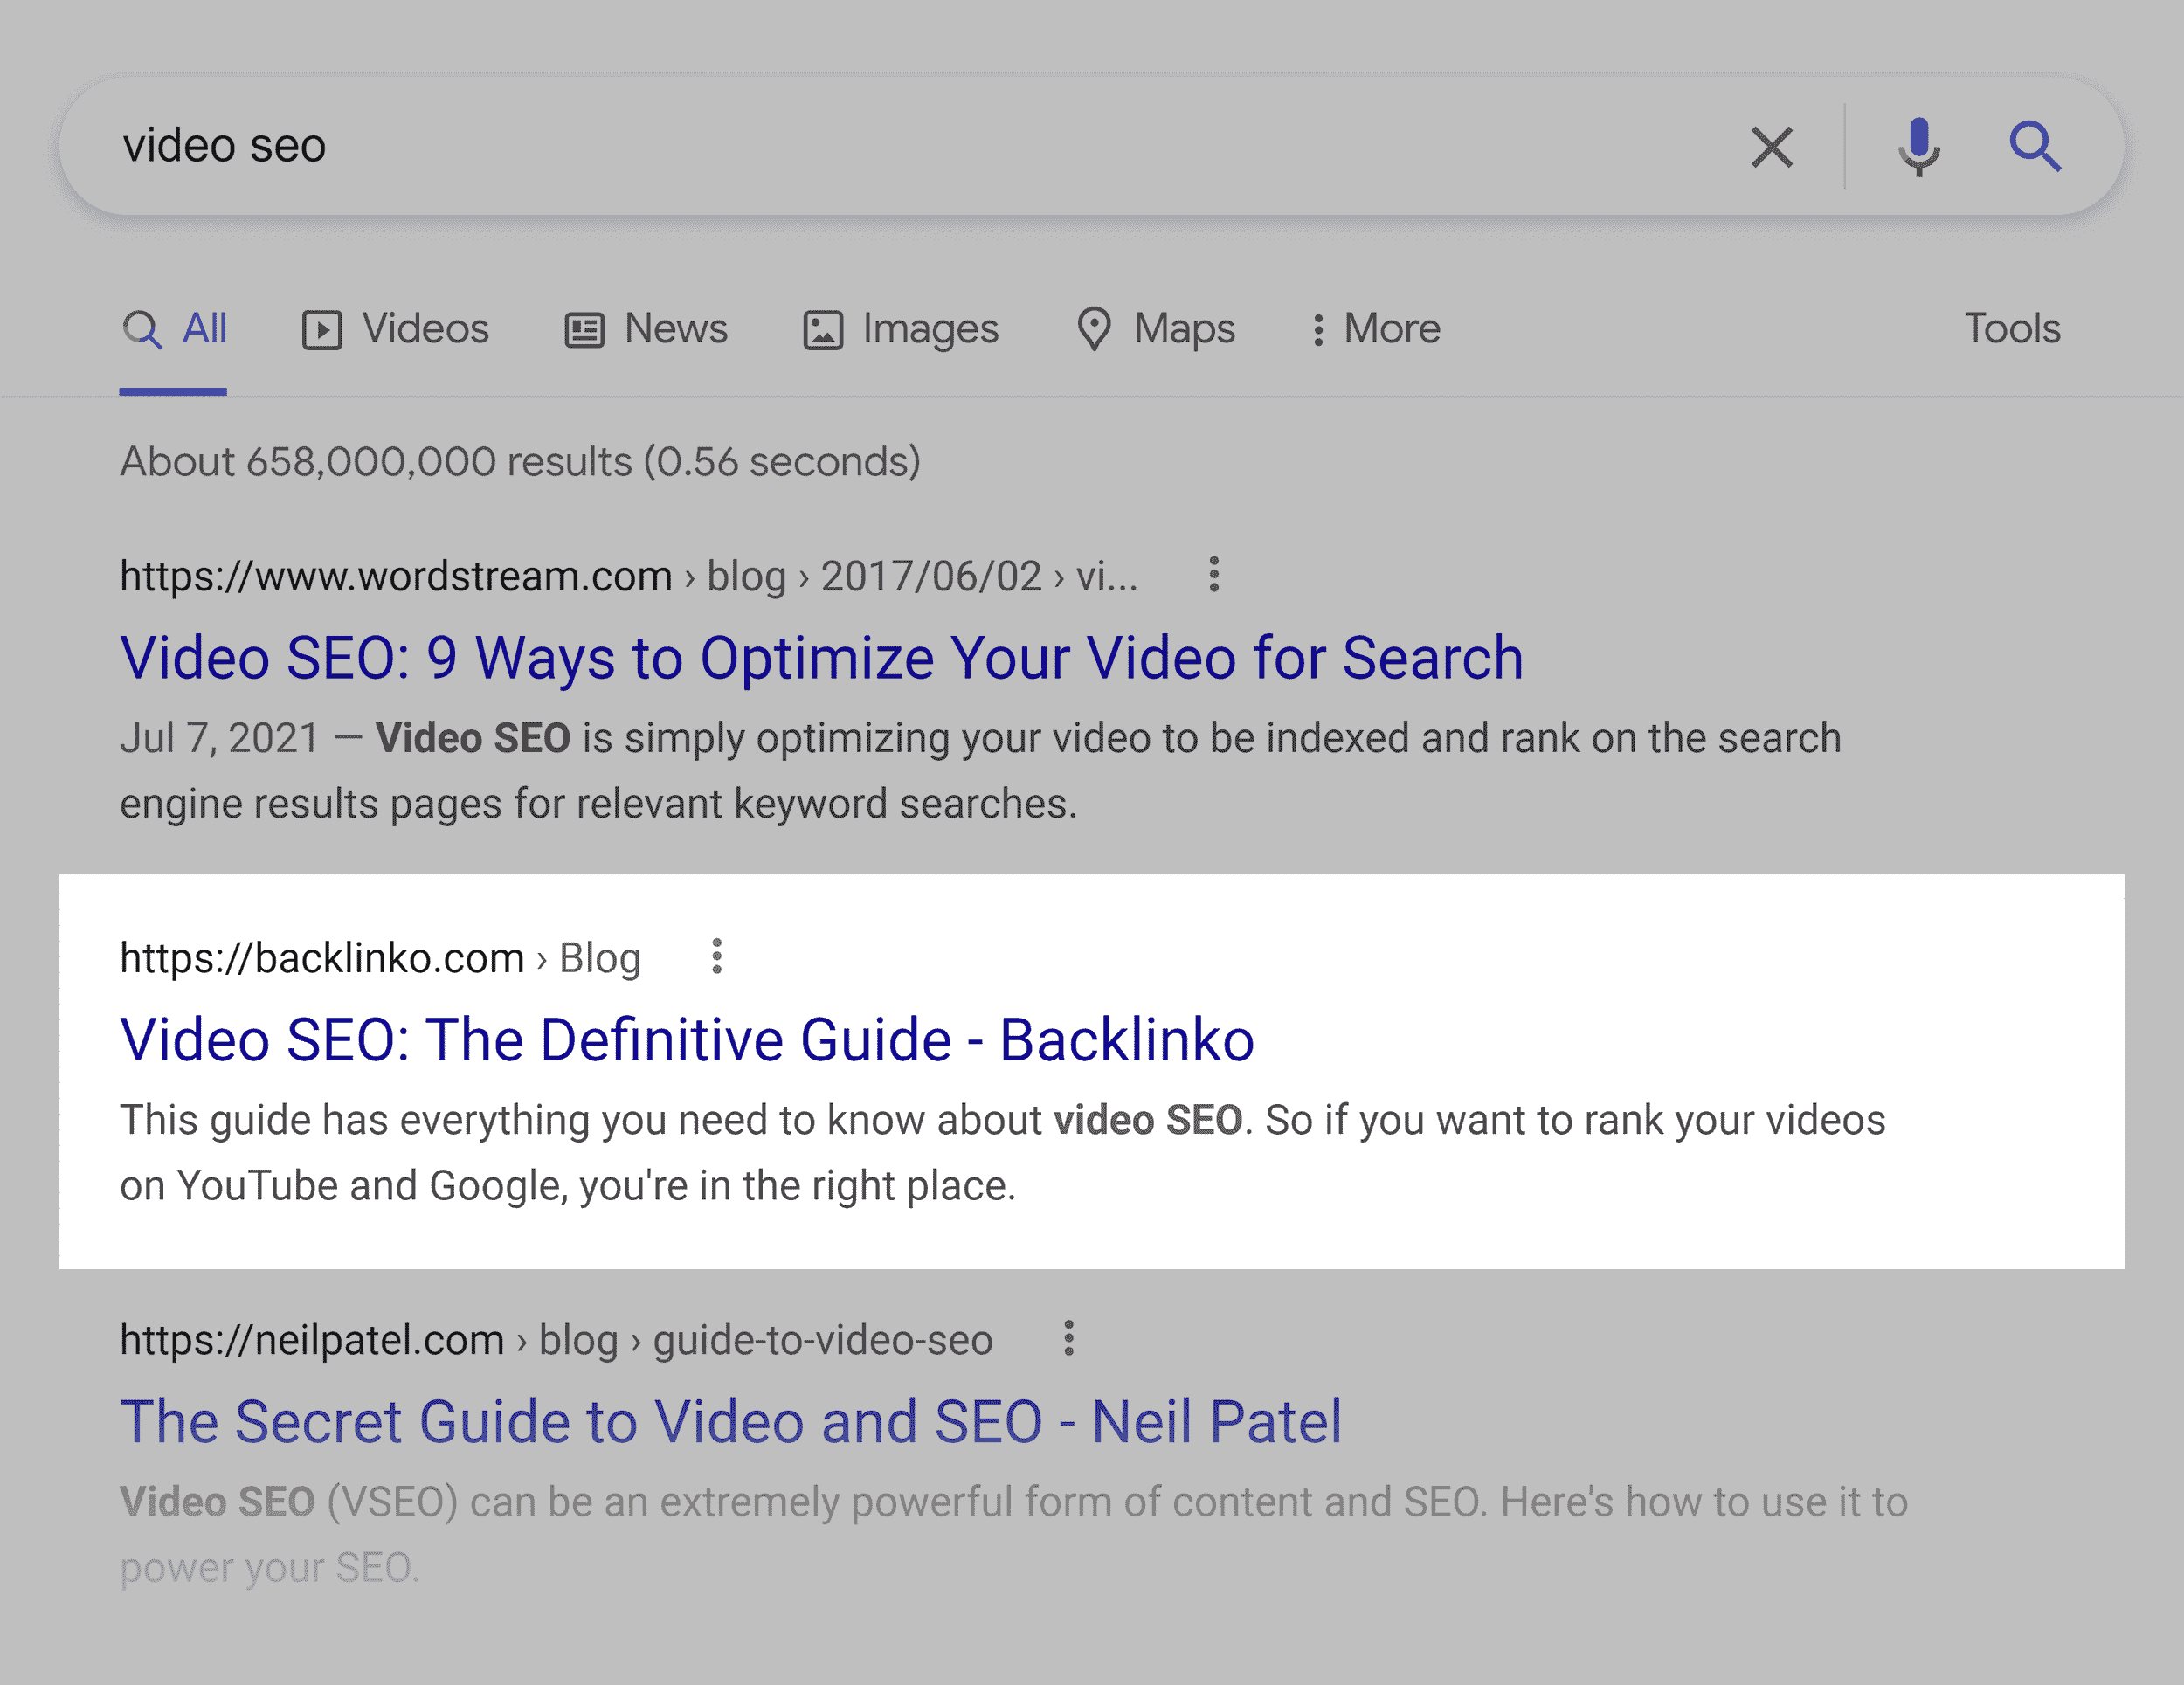 video seo
All Videos News Images Maps More Tools
About 658,000,000 results (0.56 seconds)
https://www.wordstream.com › blog › 2017/06/02 › vi...
Video SEO: 9 Ways to Optimize Your Video for Search
Jul 7, 2021 — Video SEO is simply optimizing your video to be indexed and rank on the search
engine results pages for relevant keyword searches.
https://backlinko.com › Blog
Video SEO: The Definitive Guide - Backlinko
This guide has everything you need to know about video SEO. So if you want to rank your videos
on YouTube and Google, you're in the right place.
https://neilpatel.com › blog › guide-to-video-seo
The Secret Guide to Video and SEO - Neil Patel
Video SEO (VSEO) can be an extremely powerful form of content and SEO. Here's how to use it to
power your SEO.